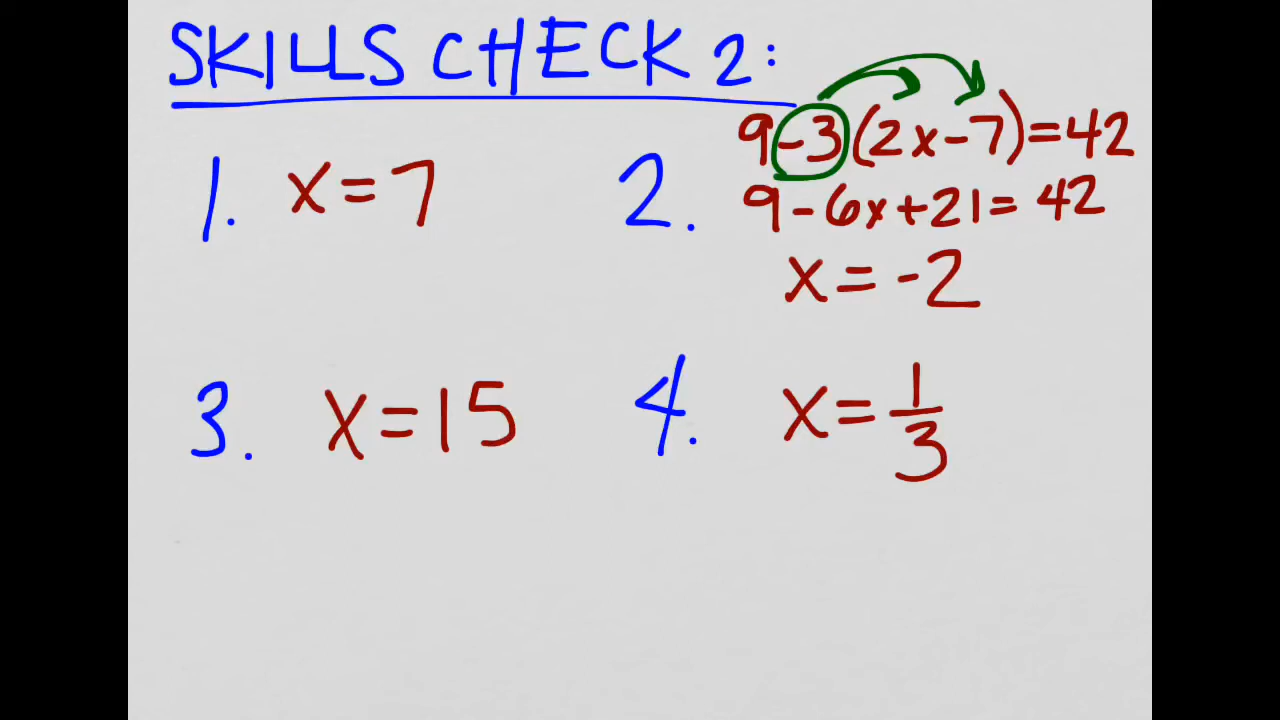 SKILLS CHECK 2:
1. x = 7
2. 9 - 3(2x - 7) = 42
9 - 6x + 21 = 42
x = -2
3. x = 15
4. x = 1/3